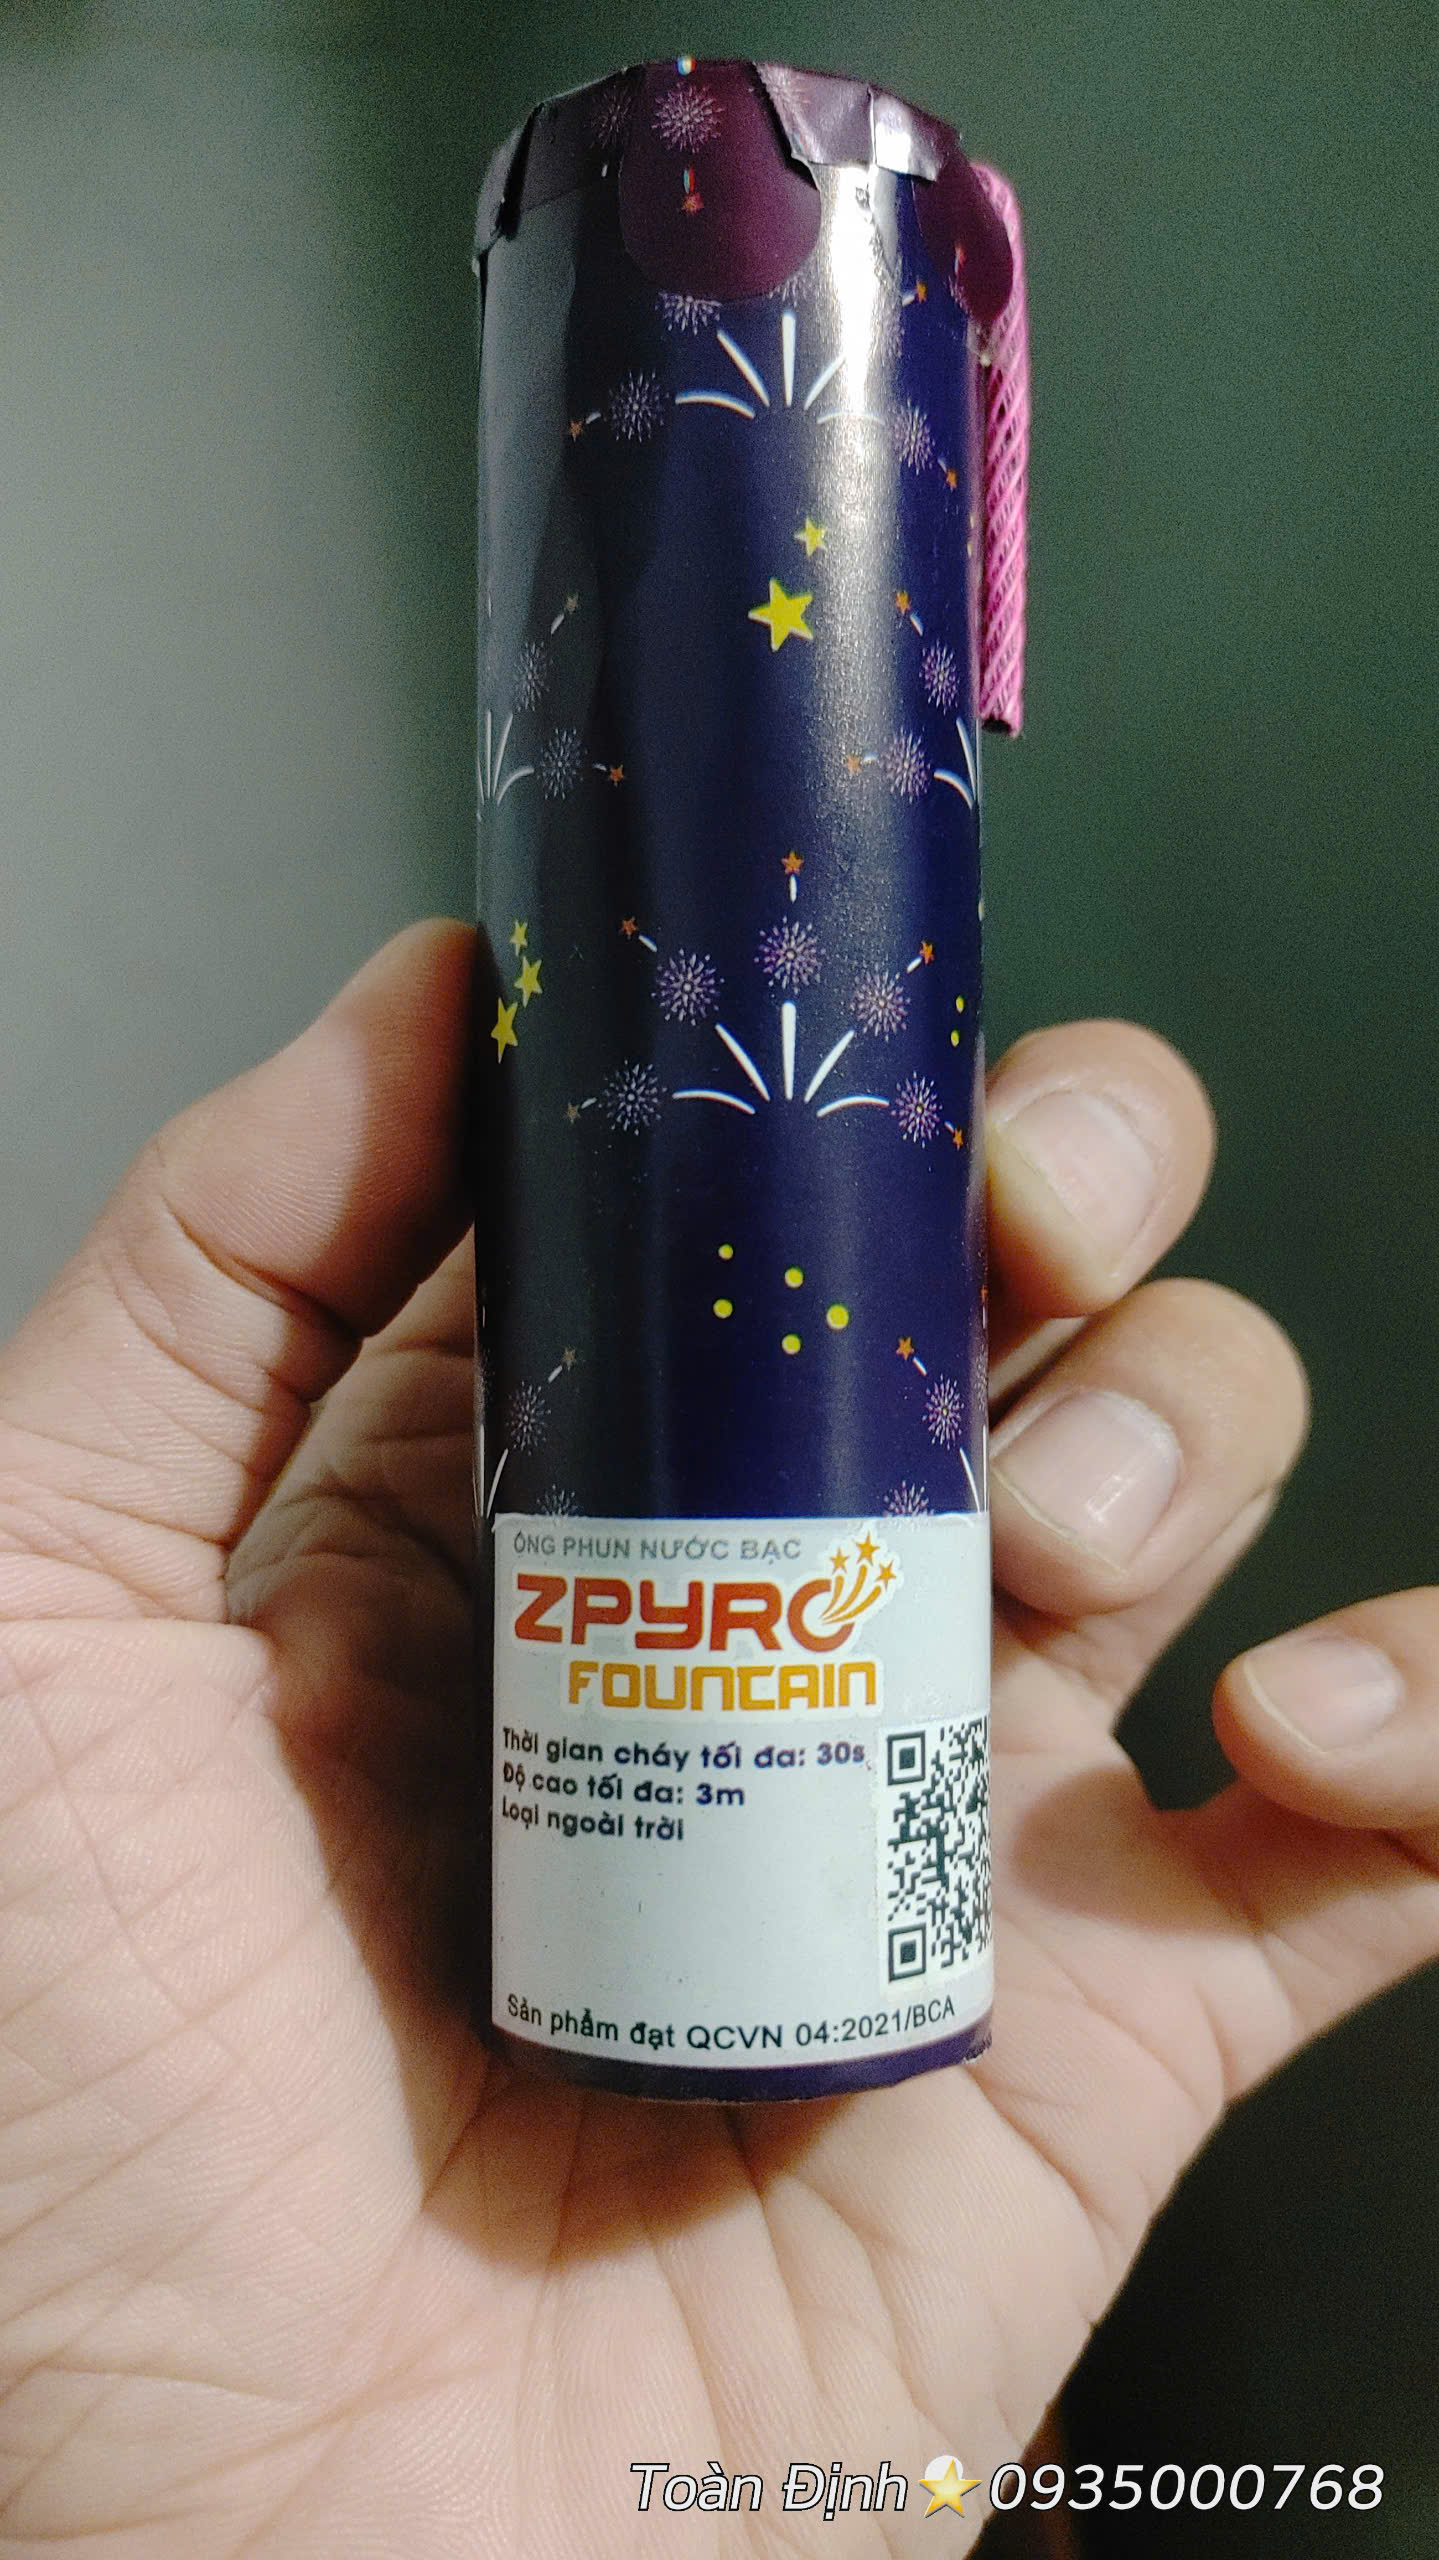 ỐNG PHUN NƯỚC BẠC
ZPYRO
FOUNTAIN
Thời gian cháy tối đa: 30s
Độ cao tối đa: 3m
Loại ngoài trời
Sản phẩm đạt QCVN 04:2021/BCA
Toàn Định⭐0935000768